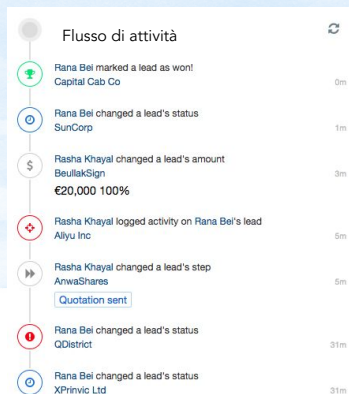 Flusso di attività
Rana Bei marked a lead as won!
Capital Cab Co
0m
Rana Bei changed a lead's status
SunCorp
1m
Rasha Khayal changed a lead's amount
BeullakSign
3m
€20,000 100%
Rasha Khayal logged activity on Rana Bei's lead
Aliyu Inc
5m
Rasha Khayal changed a lead's step
AnwaShares
5m
Quotation sent
Rana Bei changed a lead's status
QDistrict
31m
Rana Bei changed a lead's status
XPrinvic Ltd
31m